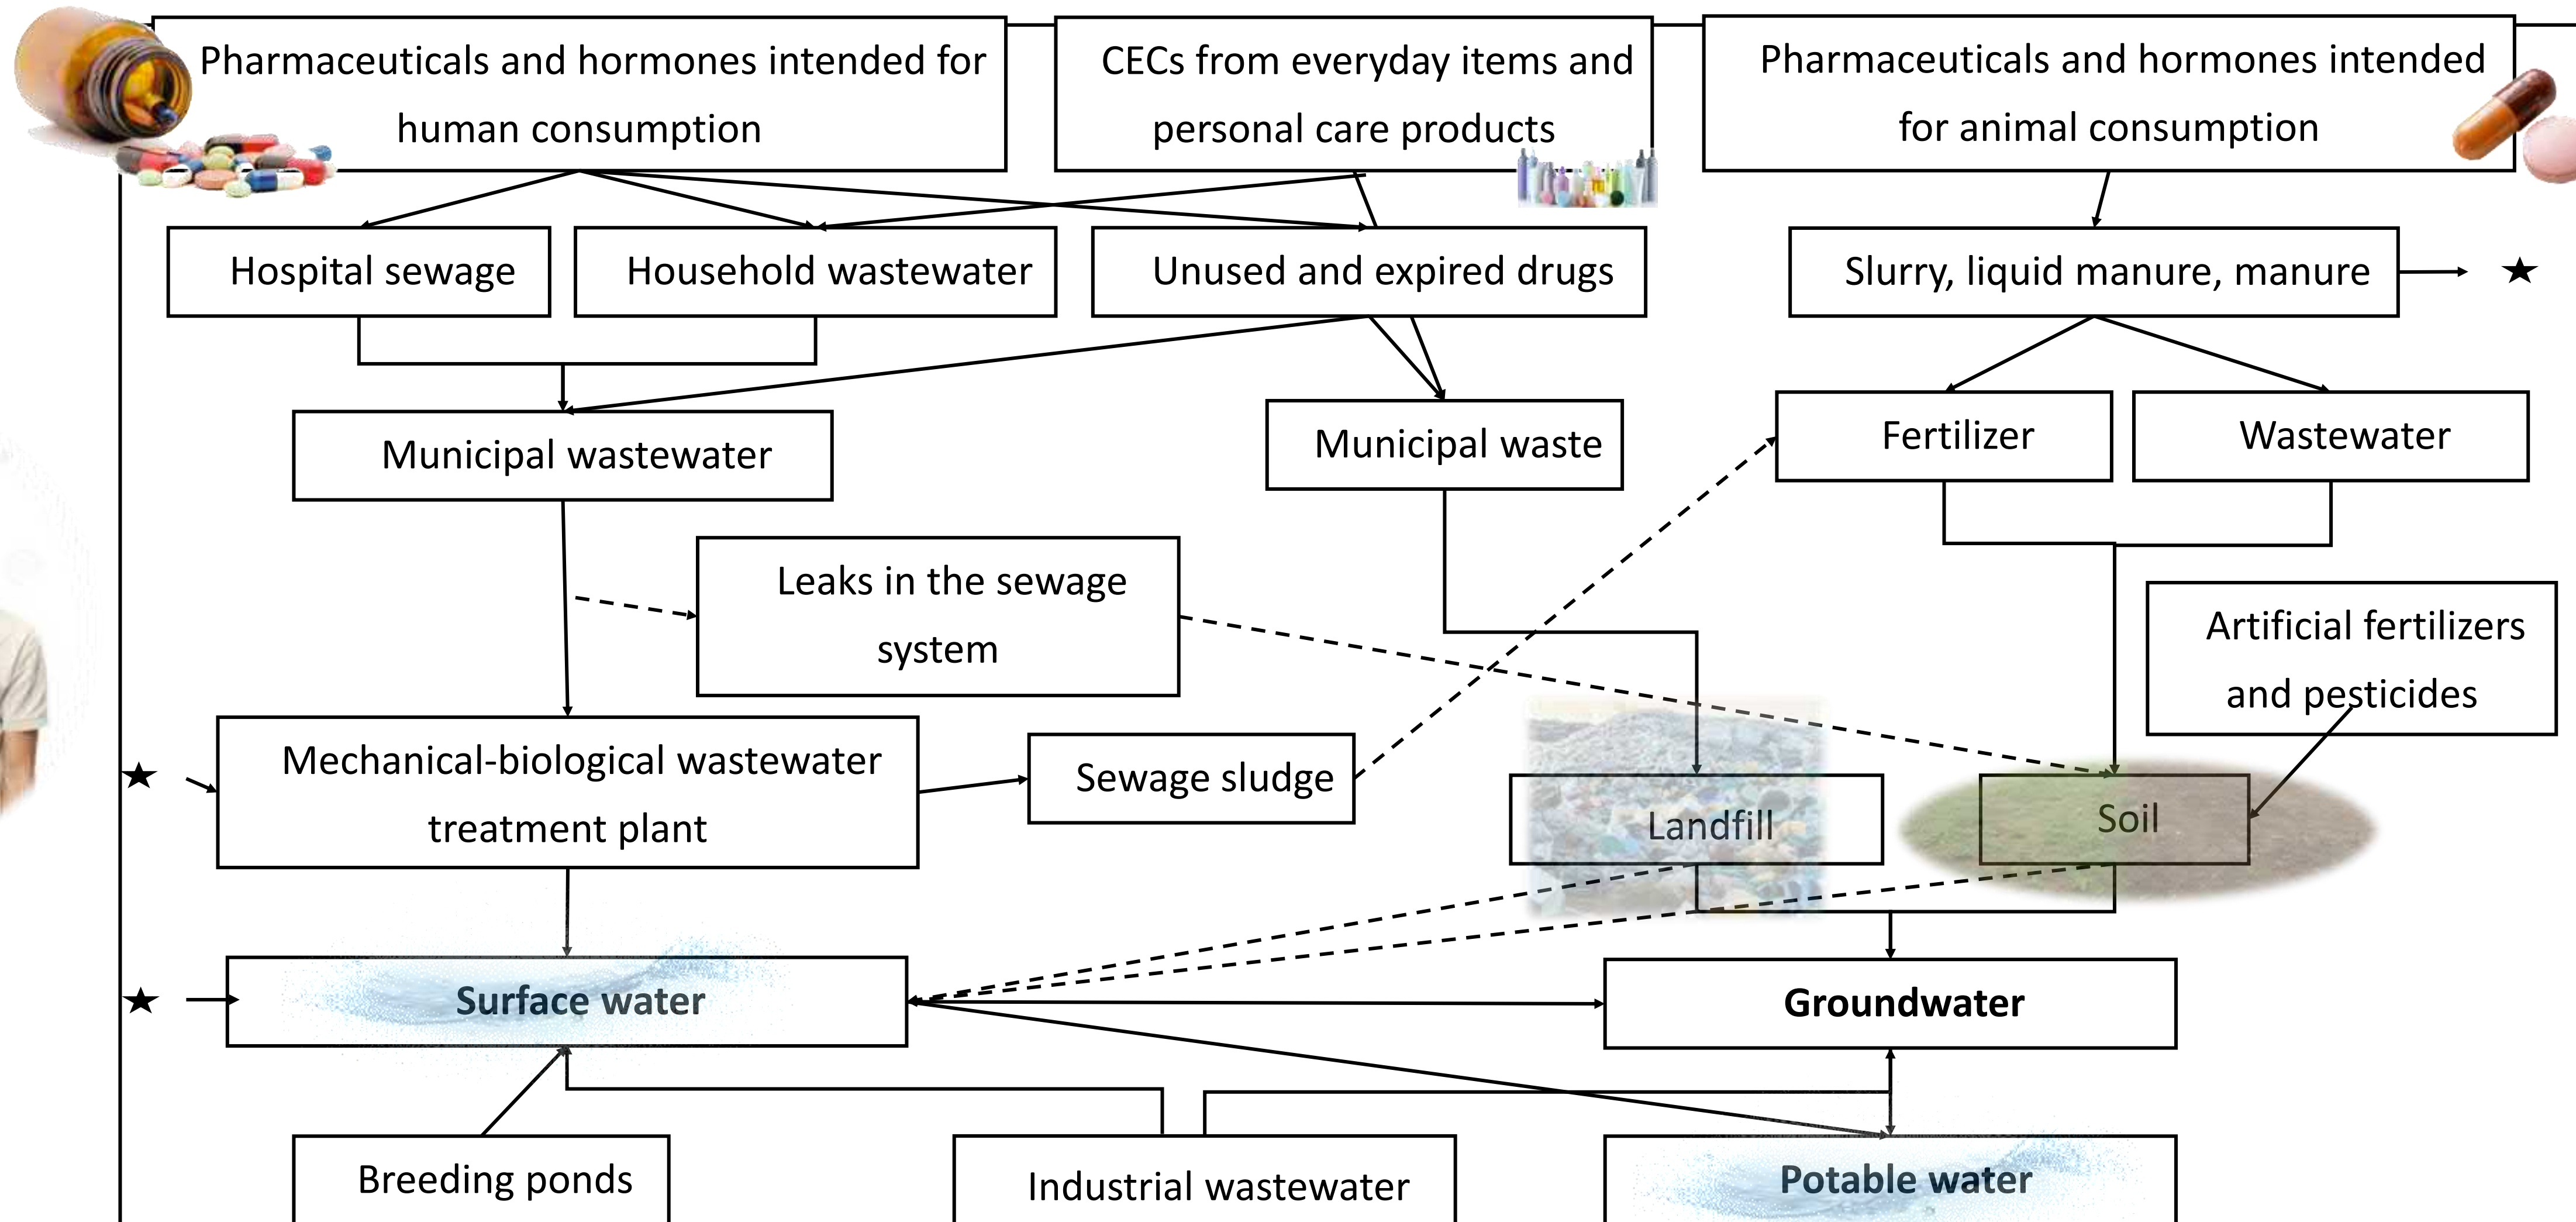 Pharmaceuticals and hormones intended for
human consumption
CECs from everyday items and
personal care products
Pharmaceuticals and hormones intended
for animal consumption
Hospital sewage
Household wastewater
Unused and expired drugs
Slurry, liquid manure, manure
Municipal wastewater
Municipal waste
Fertilizer
Wastewater
Leaks in the sewage
system
Artificial fertilizers
and pesticides
Mechanical-biological wastewater
treatment plant
Sewage sludge
Landfill
Soil
Surface water
Groundwater
Breeding ponds
Industrial wastewater
Potable water